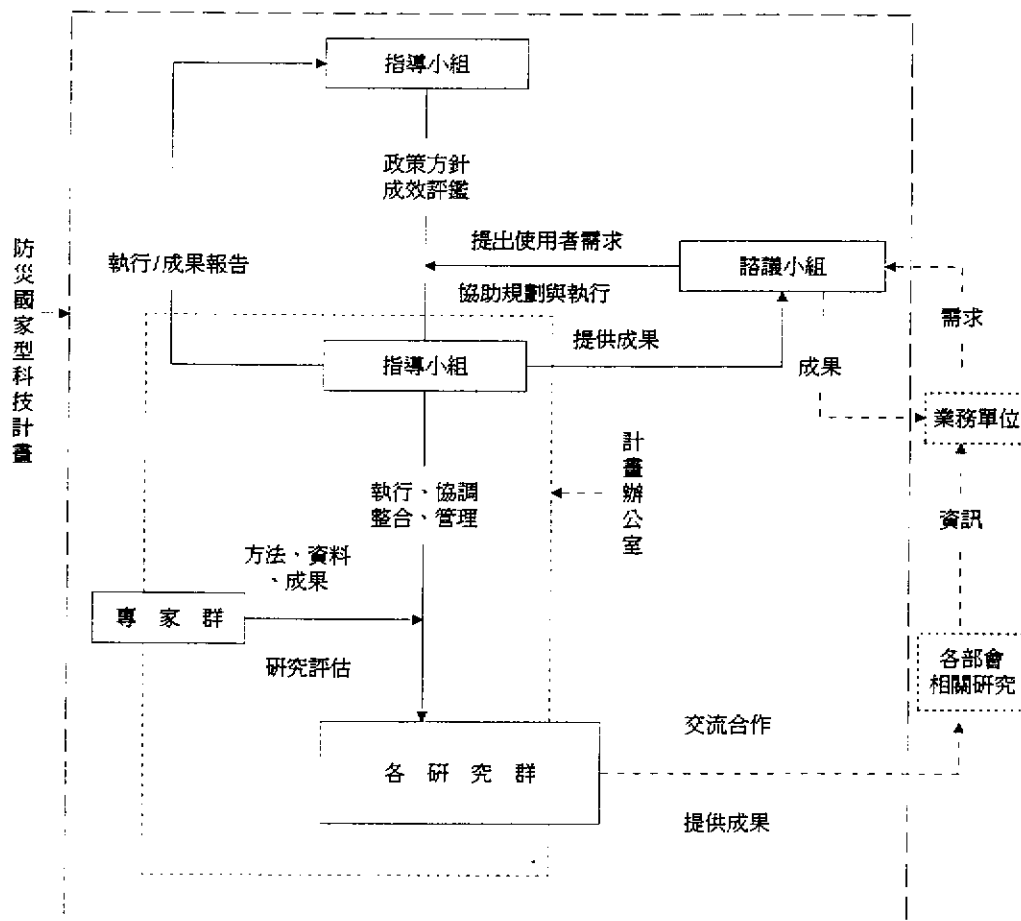 指導小組
政策方針
成效評鑑
防災國家型科技計畫
執行/成果報告
提出使用者需求
諮議小組
協助規劃與執行
需求
提供成果
指導小組
成果
業務單位
計畫辦公室
執行、協調
整合、管理
資訊
方法、資料
、成果
專家群
研究評估
各部會
相關研究
交流合作
各研究群
提供成果